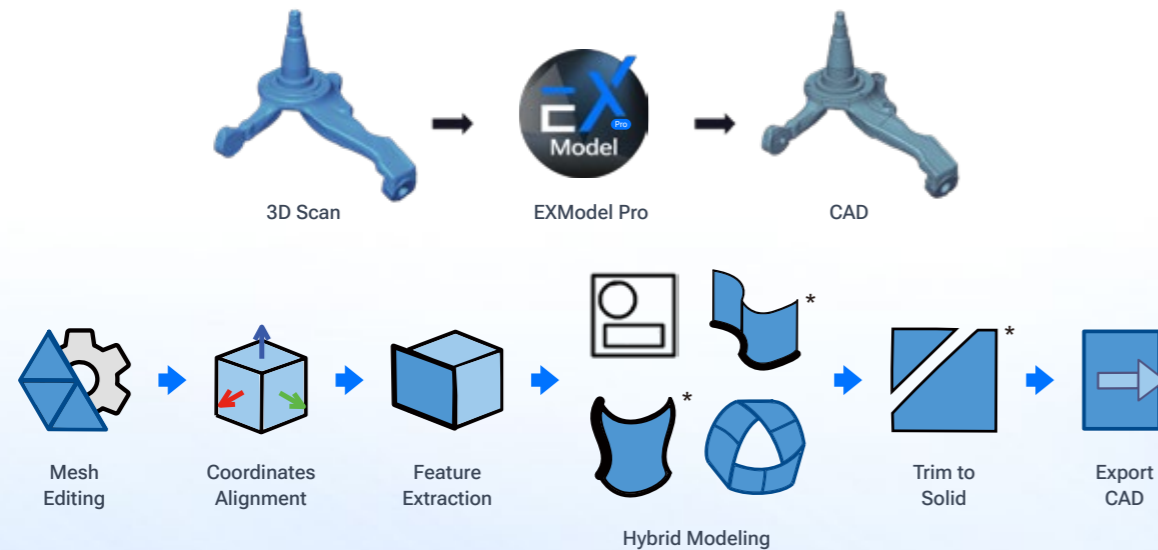 EX
Pro
Model
3D Scan
EXModel Pro
CAD
*
*
*
Mesh
Editing
Coordinates
Alignment
Feature
Extraction
Hybrid Modeling
Trim to
Solid
Export
CAD